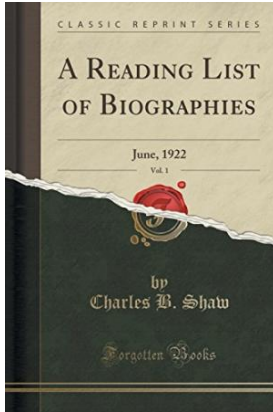 CLASSIC REPRINT SERIES
A READING LIST
OF BIOGRAPHIES
June, 1922
Vol. 1
by
Charles B. Shaw
Forgotten Books